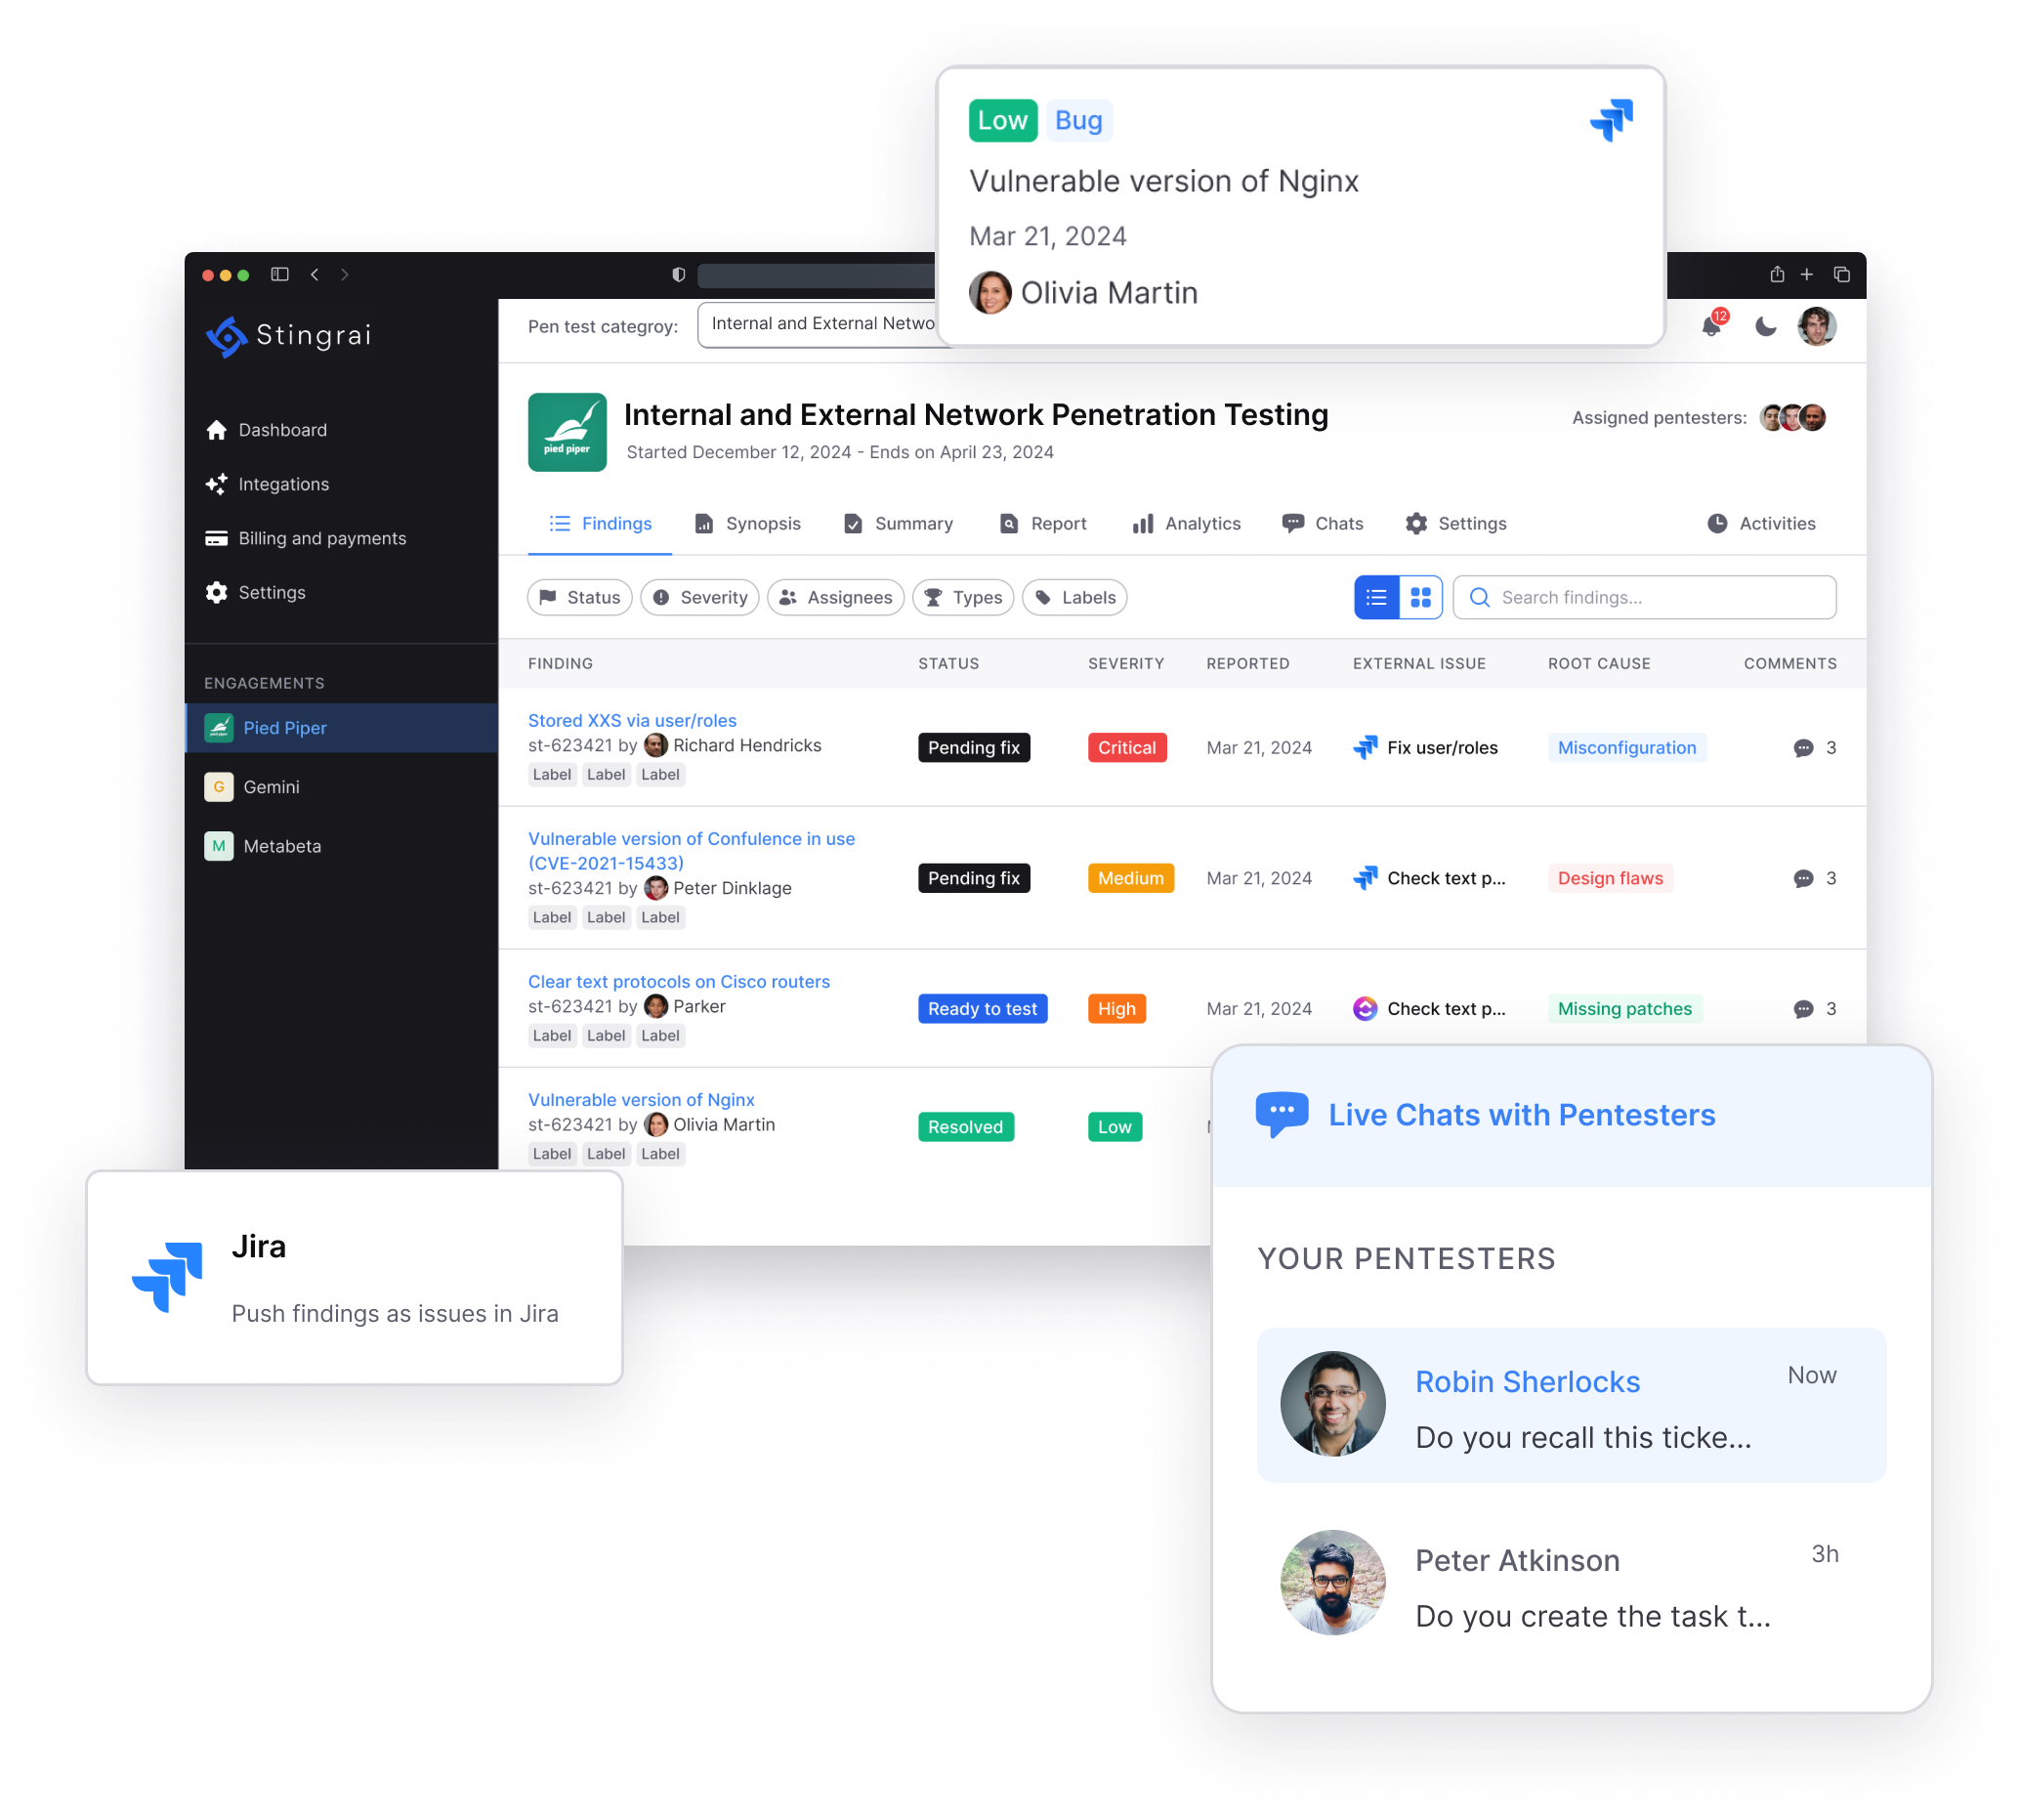 Low Bug
Vulnerable version of Nginx
Mar 21, 2024
Olivia Martin
Stingrai
Dashboard
Integations
Billing and payments
Settings
ENGAGEMENTS
Pied Piper
G Gemini
M Metabeta
Pen test categroy: Internal and External Netwo
12
pied piper
Internal and External Network Penetration Testing
Started December 12, 2024 - Ends on April 23, 2024
Assigned pentesters:
Findings Synopsis Summary Report Analytics Chats Settings Activities
Status Severity Assignees Types Labels Search findings...
FINDING STATUS SEVERITY REPORTED EXTERNAL ISSUE ROOT CAUSE COMMENTS
Stored XXS via user/roles
st-623421 by Richard Hendricks
Label Label Label
Pending fix Critical Mar 21, 2024 Fix user/roles Misconfiguration 3
Vulnerable version of Confulence in use
(CVE-2021-15433)
st-623421 by Peter Dinklage
Label Label Label
Pending fix Medium Mar 21, 2024 Check text p... Design flaws 3
Clear text protocols on Cisco routers
st-623421 by Parker
Label Label Label
Ready to test High Mar 21, 2024 Check text p... Missing patches 3
Vulnerable version of Nginx
st-623421 by Olivia Martin
Label Label Label
Resolved Low
Jira
Push findings as issues in Jira
Live Chats with Pentesters
YOUR PENTESTERS
Robin Sherlocks Now
Do you recall this ticke...
Peter Atkinson 3h
Do you create the task t...